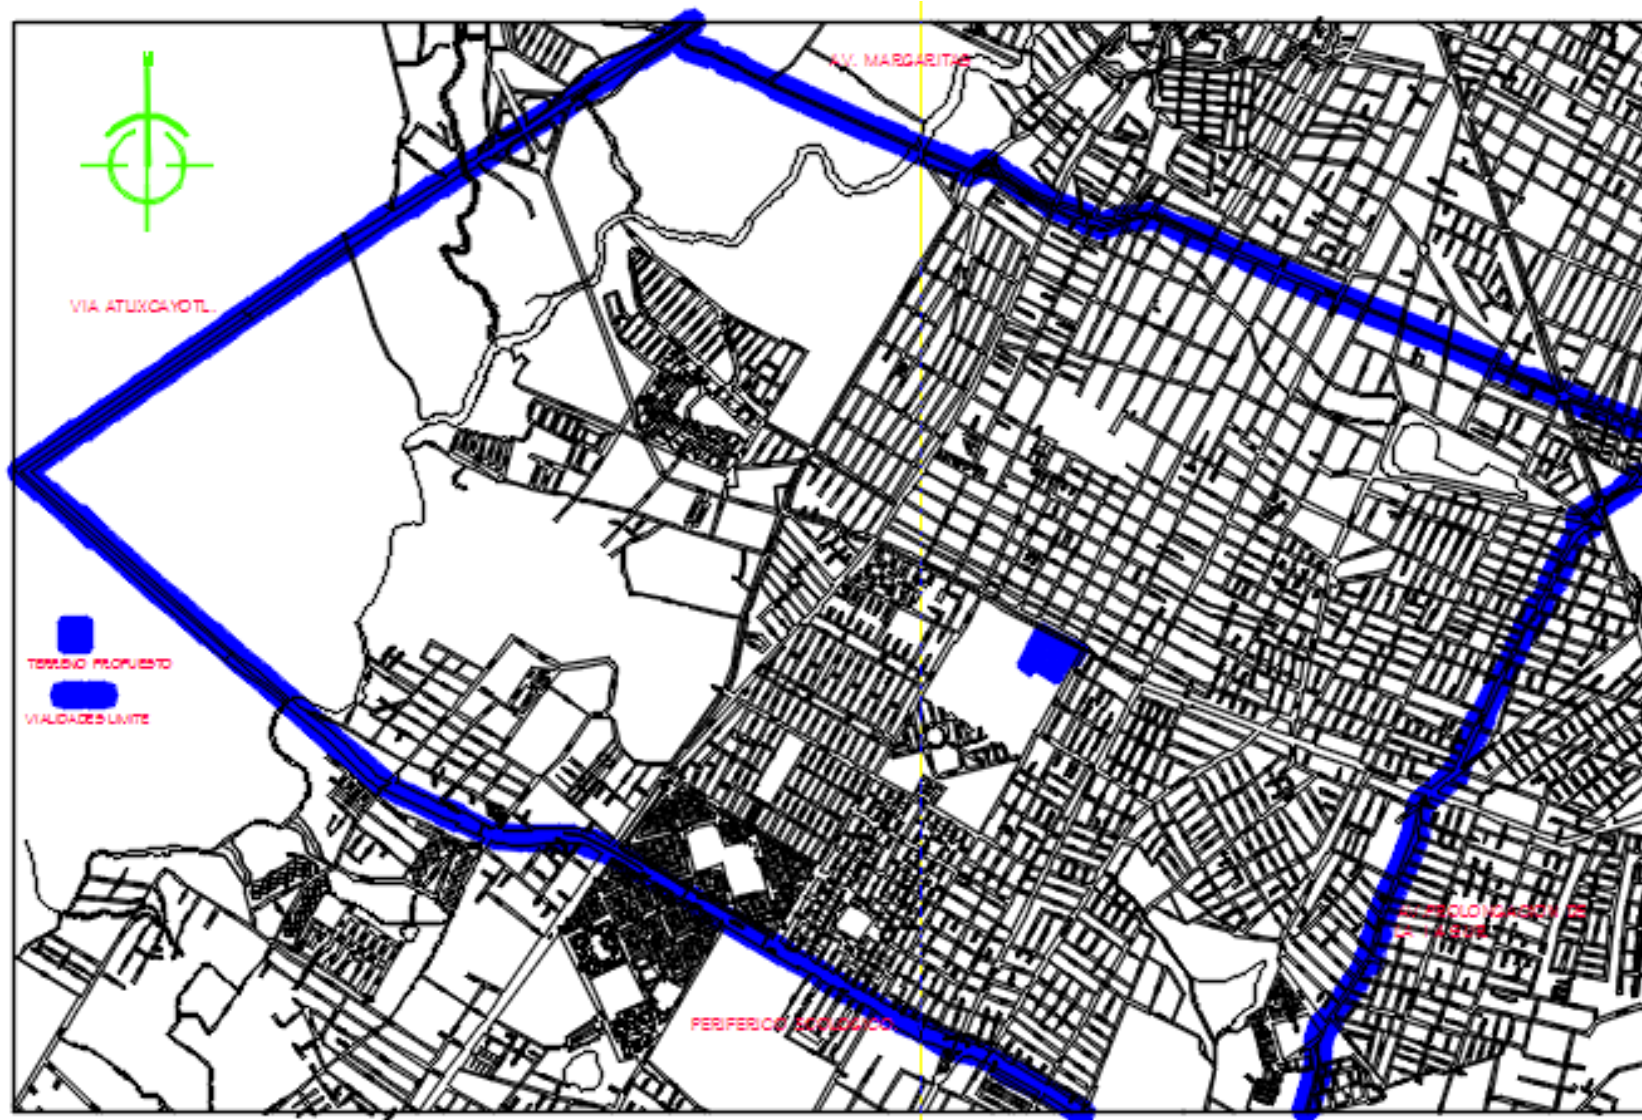 AV. MARGARITAS
VIA ATLIXCAYOTL.
TERRENO PROPUESTO
VIALIDADES LIMITE
AV. PROLONGACION DE
LA 14 SUR
PERIFERICO ECOLOGICO.